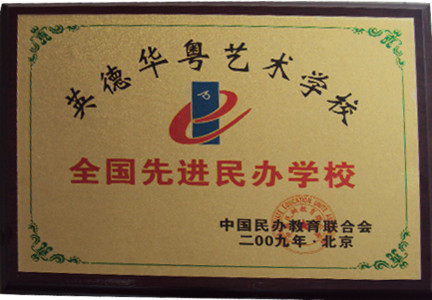 英德华粤艺术学校
全国先进民办学校
中国民办教育联合会
二00九年·北京